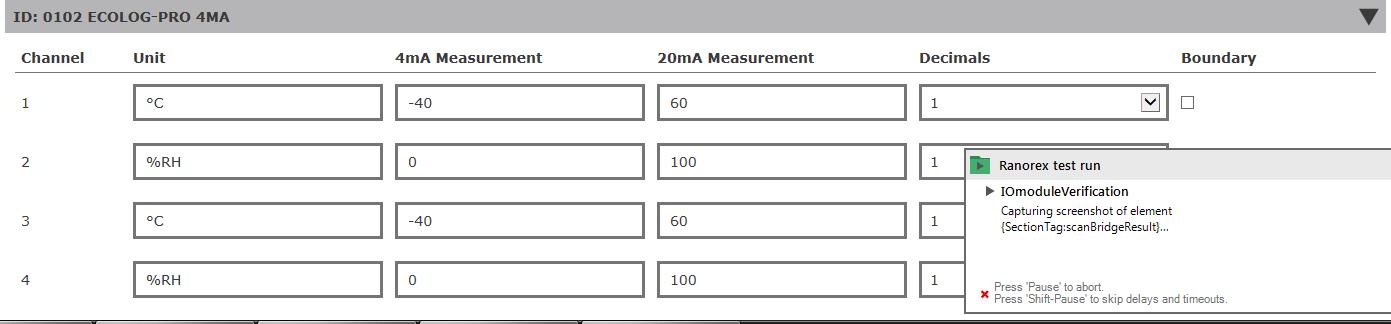 ID: 0102 ECOLOG-PRO 4MA
Channel Unit 4mA Measurement 20mA Measurement Decimals Boundary
1 °C -40 60 1
2 %RH 0 100 1
3 °C -40 60 1
4 %RH 0 100 1
Ranorex test run
IOmoduleVerification
Capturing screenshot of element
{SectionTag:scanBridgeResult}...
Press 'Pause' to abort.
Press 'Shift-Pause' to skip delays and timeouts.